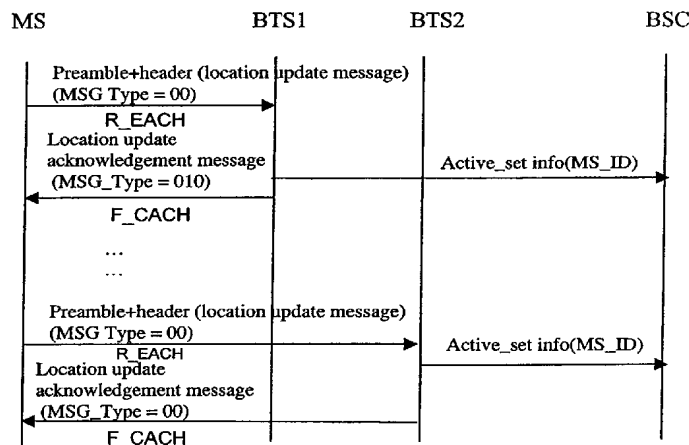 MS BTS1 BTS2 BSC
Preamble+header (location update message)
(MSG Type = 00)
R_EACH
Location update
acknowledgement message
(MSG_Type = 010)
Active_set info(MS_ID)
F_CACH
...
...
Preamble+header (location update message)
(MSG Type = 00)
R_EACH
Active_set info(MS_ID)
Location update
acknowledgement message
(MSG_Type = 00)
F_CACH